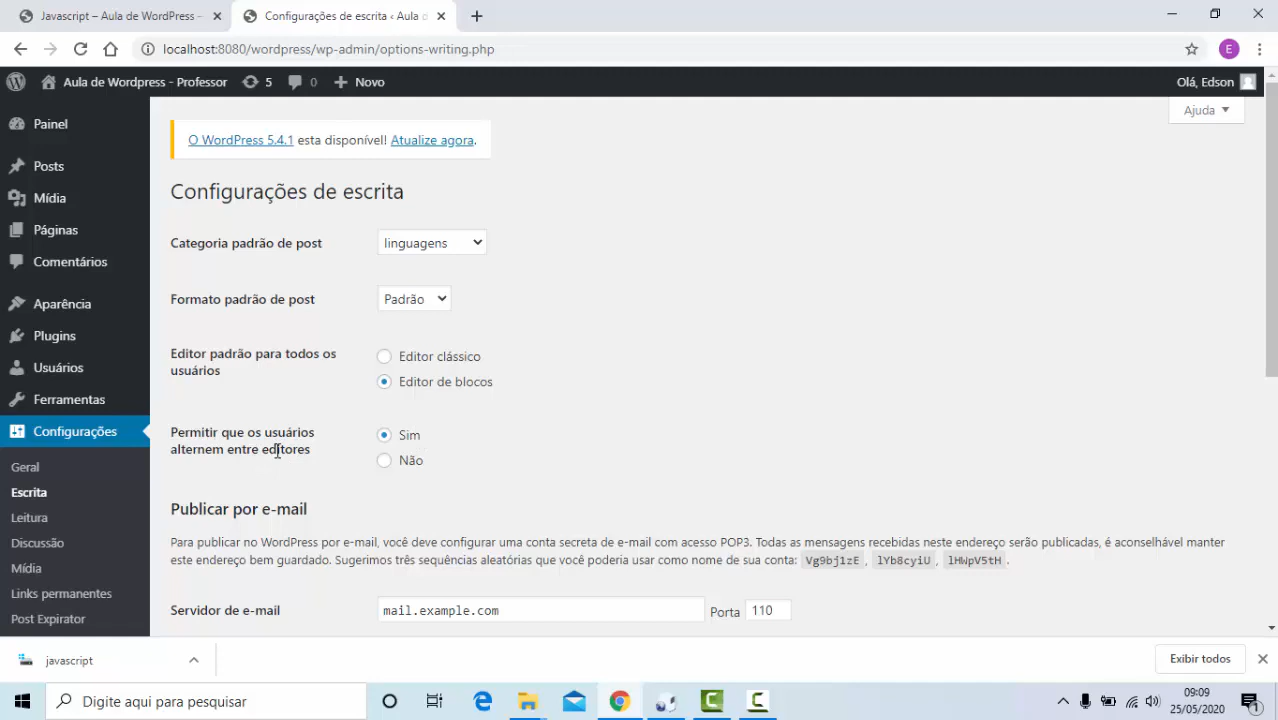 Javascript – Aula de WordPress –
Configurações de escrita ‹ Aula d
localhost:8080/wordpress/wp-admin/options-writing.php
E
Aula de Wordpress - Professor 5 0 Novo
Olá, Edson
Ajuda
Painel
Posts
Mídia
Páginas
Comentários
Aparência
Plugins
Usuários
Ferramentas
Configurações
Geral
Escrita
Leitura
Discussão
Mídia
Links permanentes
Post Expirator
O WordPress 5.4.1 esta disponível! Atualize agora.
Configurações de escrita
Categoria padrão de post
linguagens
Formato padrão de post
Padrão
Editor padrão para todos os
usuários
Editor clássico
Editor de blocos
Permitir que os usuários
alternem entre editores
Sim
Não
Publicar por e-mail
Para publicar no WordPress por e-mail, você deve configurar uma conta secreta de e-mail com acesso POP3. Todas as mensagens recebidas neste endereço serão publicadas, é aconselhável manter
este endereço bem guardado. Sugerimos três sequências aleatórias que você poderia usar como nome de sua conta: Vg9bj1zE , lYb8cyiU , lHWpV5tH .
Servidor de e-mail
mail.example.com
Porta 110
javascript
Exibir todos
Digite aqui para pesquisar
09:09
25/05/2020
1